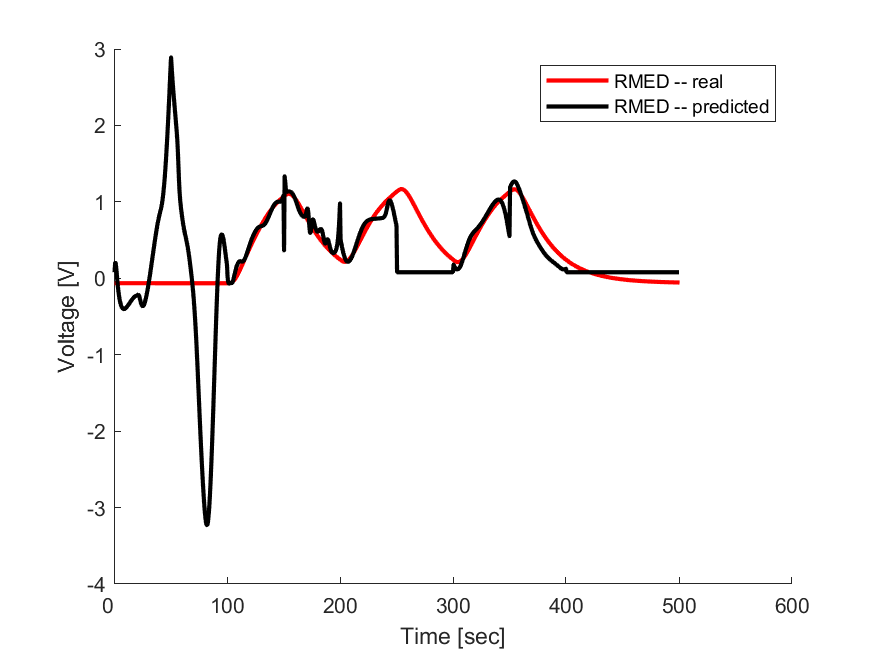 3
2
1
0
-1
-2
-3
-4
Voltage [V]
RMED -- real
RMED -- predicted
0 100 200 300 400 500 600
Time [sec]